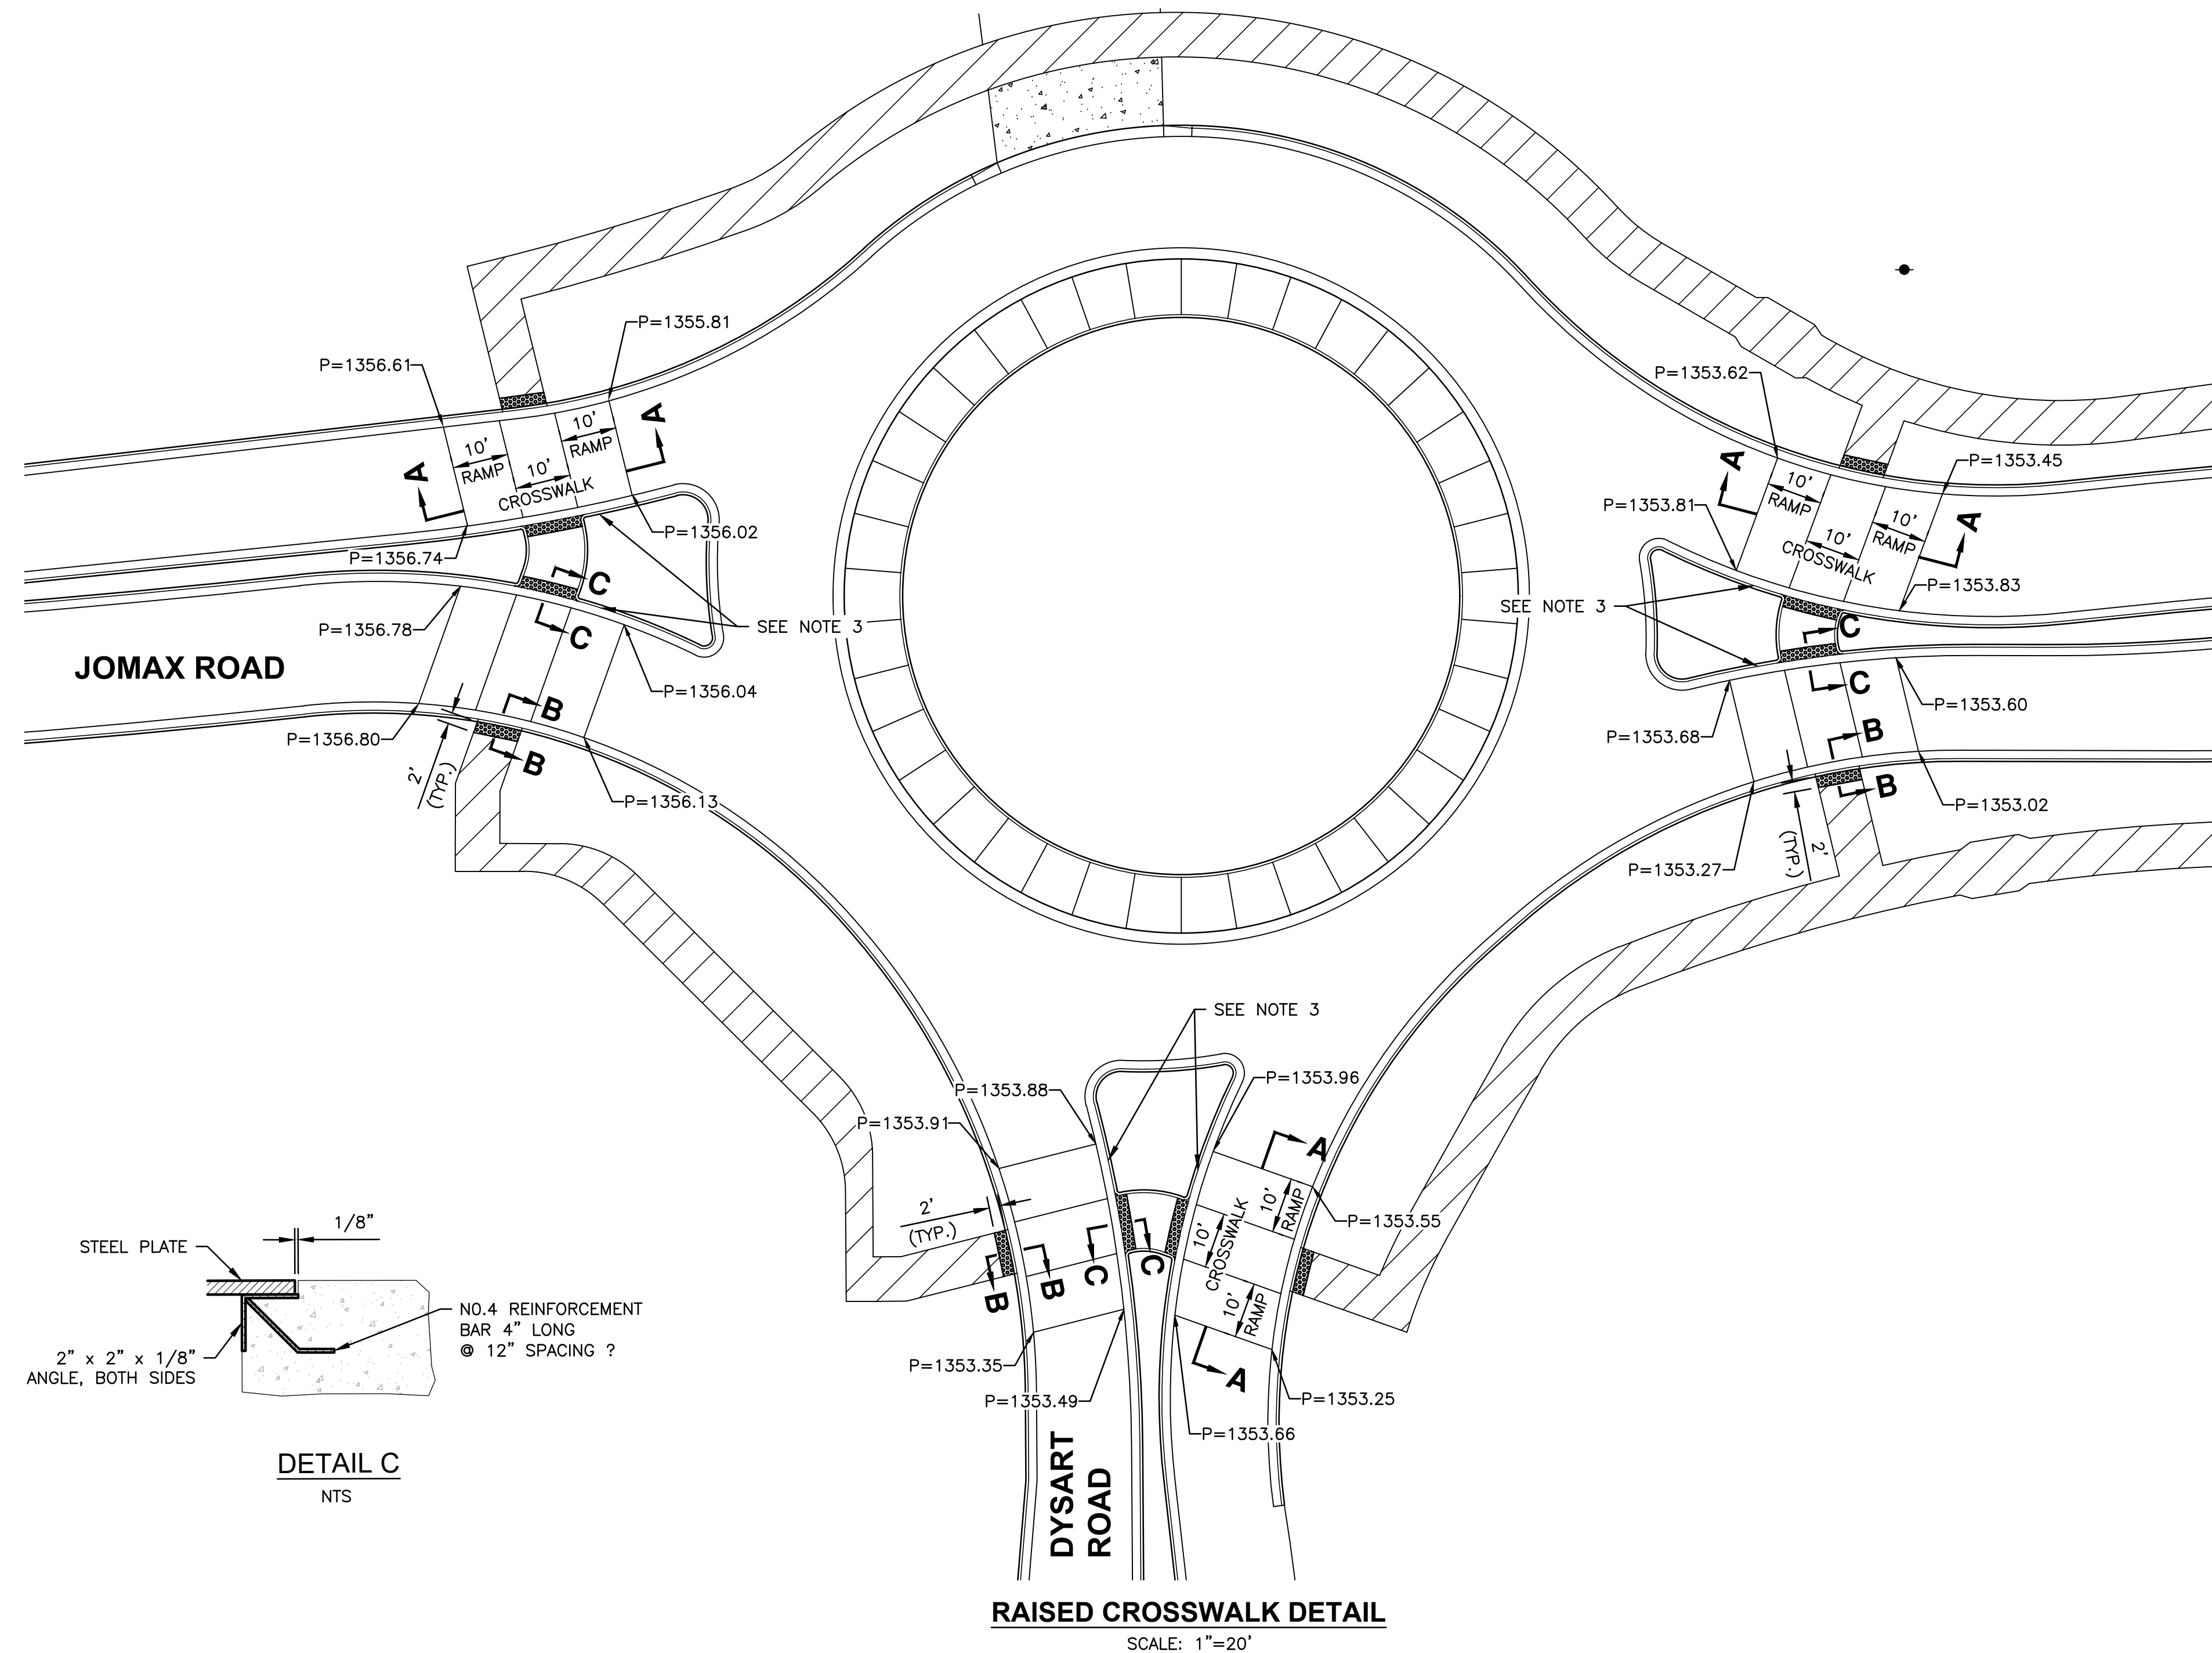 P=1355.81
P=1356.61
A
10'
RAMP
10'
RAMP
10'
CROSSWALK
A
P=1356.02
P=1356.74
C
C
P=1356.78
SEE NOTE 3
JOMAX ROAD
P=1356.04
B
B
P=1356.80
2'
(TYP.)
P=1356.13
P=1353.62
P=1353.45
A
10'
RAMP
P=1353.81
10'
RAMP
A
10'
CROSSWALK
P=1353.83
SEE NOTE 3
C
C
P=1353.60
P=1353.68
B
B
P=1353.02
2'
(TYP.)
P=1353.27
SEE NOTE 3
P=1353.96
P=1353.88
P=1353.91
A
10'
RAMP
2'
(TYP.)
P=1353.55
10'
CROSSWALK
C
C
B
B
10'
RAMP
P=1353.35
P=1353.49
A
P=1353.25
P=1353.66
DYSART
ROAD
1/8"
STEEL PLATE
NO.4 REINFORCEMENT
BAR 4" LONG
@ 12" SPACING ?
2" x 2" x 1/8"
ANGLE, BOTH SIDES
DETAIL C
NTS
RAISED CROSSWALK DETAIL
SCALE: 1"=20'